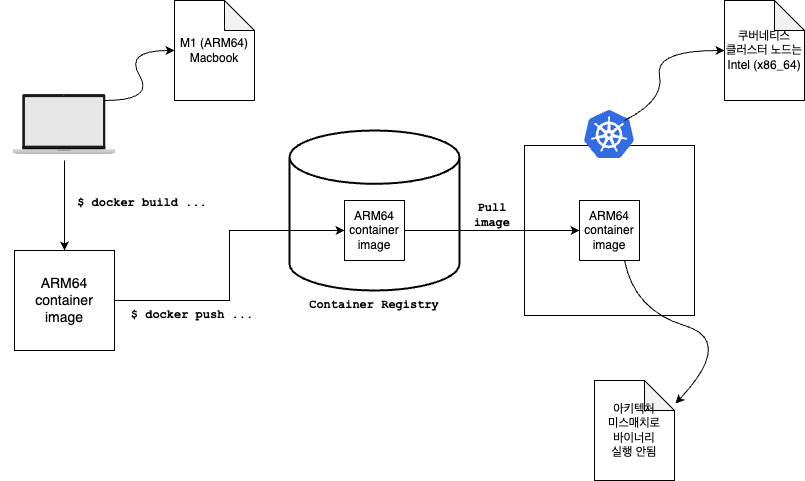 M1 (ARM64)
Macbook
쿠버네티스
클러스터 노드는
Intel (x86_64)
$ docker build ...
ARM64
container
image
$ docker push ...
ARM64
container
image
Container Registry
Pull
image
ARM64
container
image
아키텍처
미스매치로
바이너리
실행 안됨